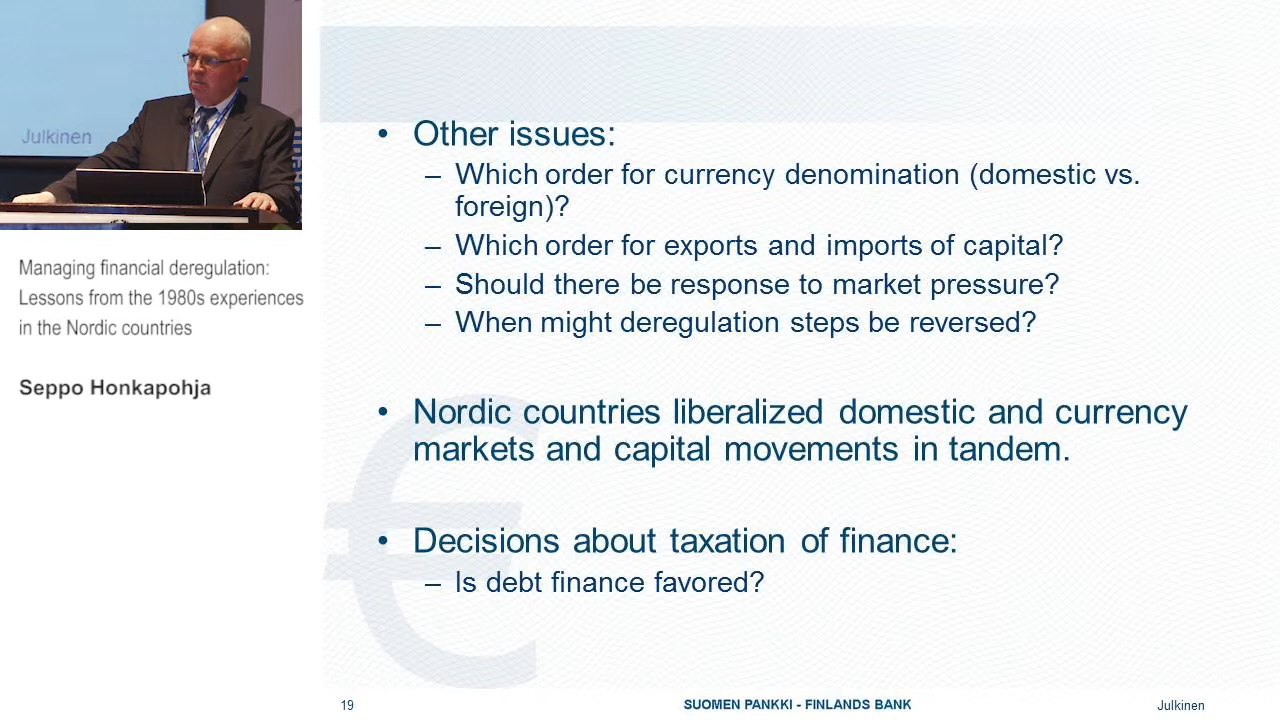 Julkinen
Managing financial deregulation:
Lessons from the 1980s experiences
in the Nordic countries
Seppo Honkapohja
• Other issues:
– Which order for currency denomination (domestic vs.
foreign)?
– Which order for exports and imports of capital?
– Should there be response to market pressure?
– When might deregulation steps be reversed?
• Nordic countries liberalized domestic and currency
markets and capital movements in tandem.
• Decisions about taxation of finance:
– Is debt finance favored?
€
19
SUOMEN PANKKI - FINLANDS BANK
Julkinen